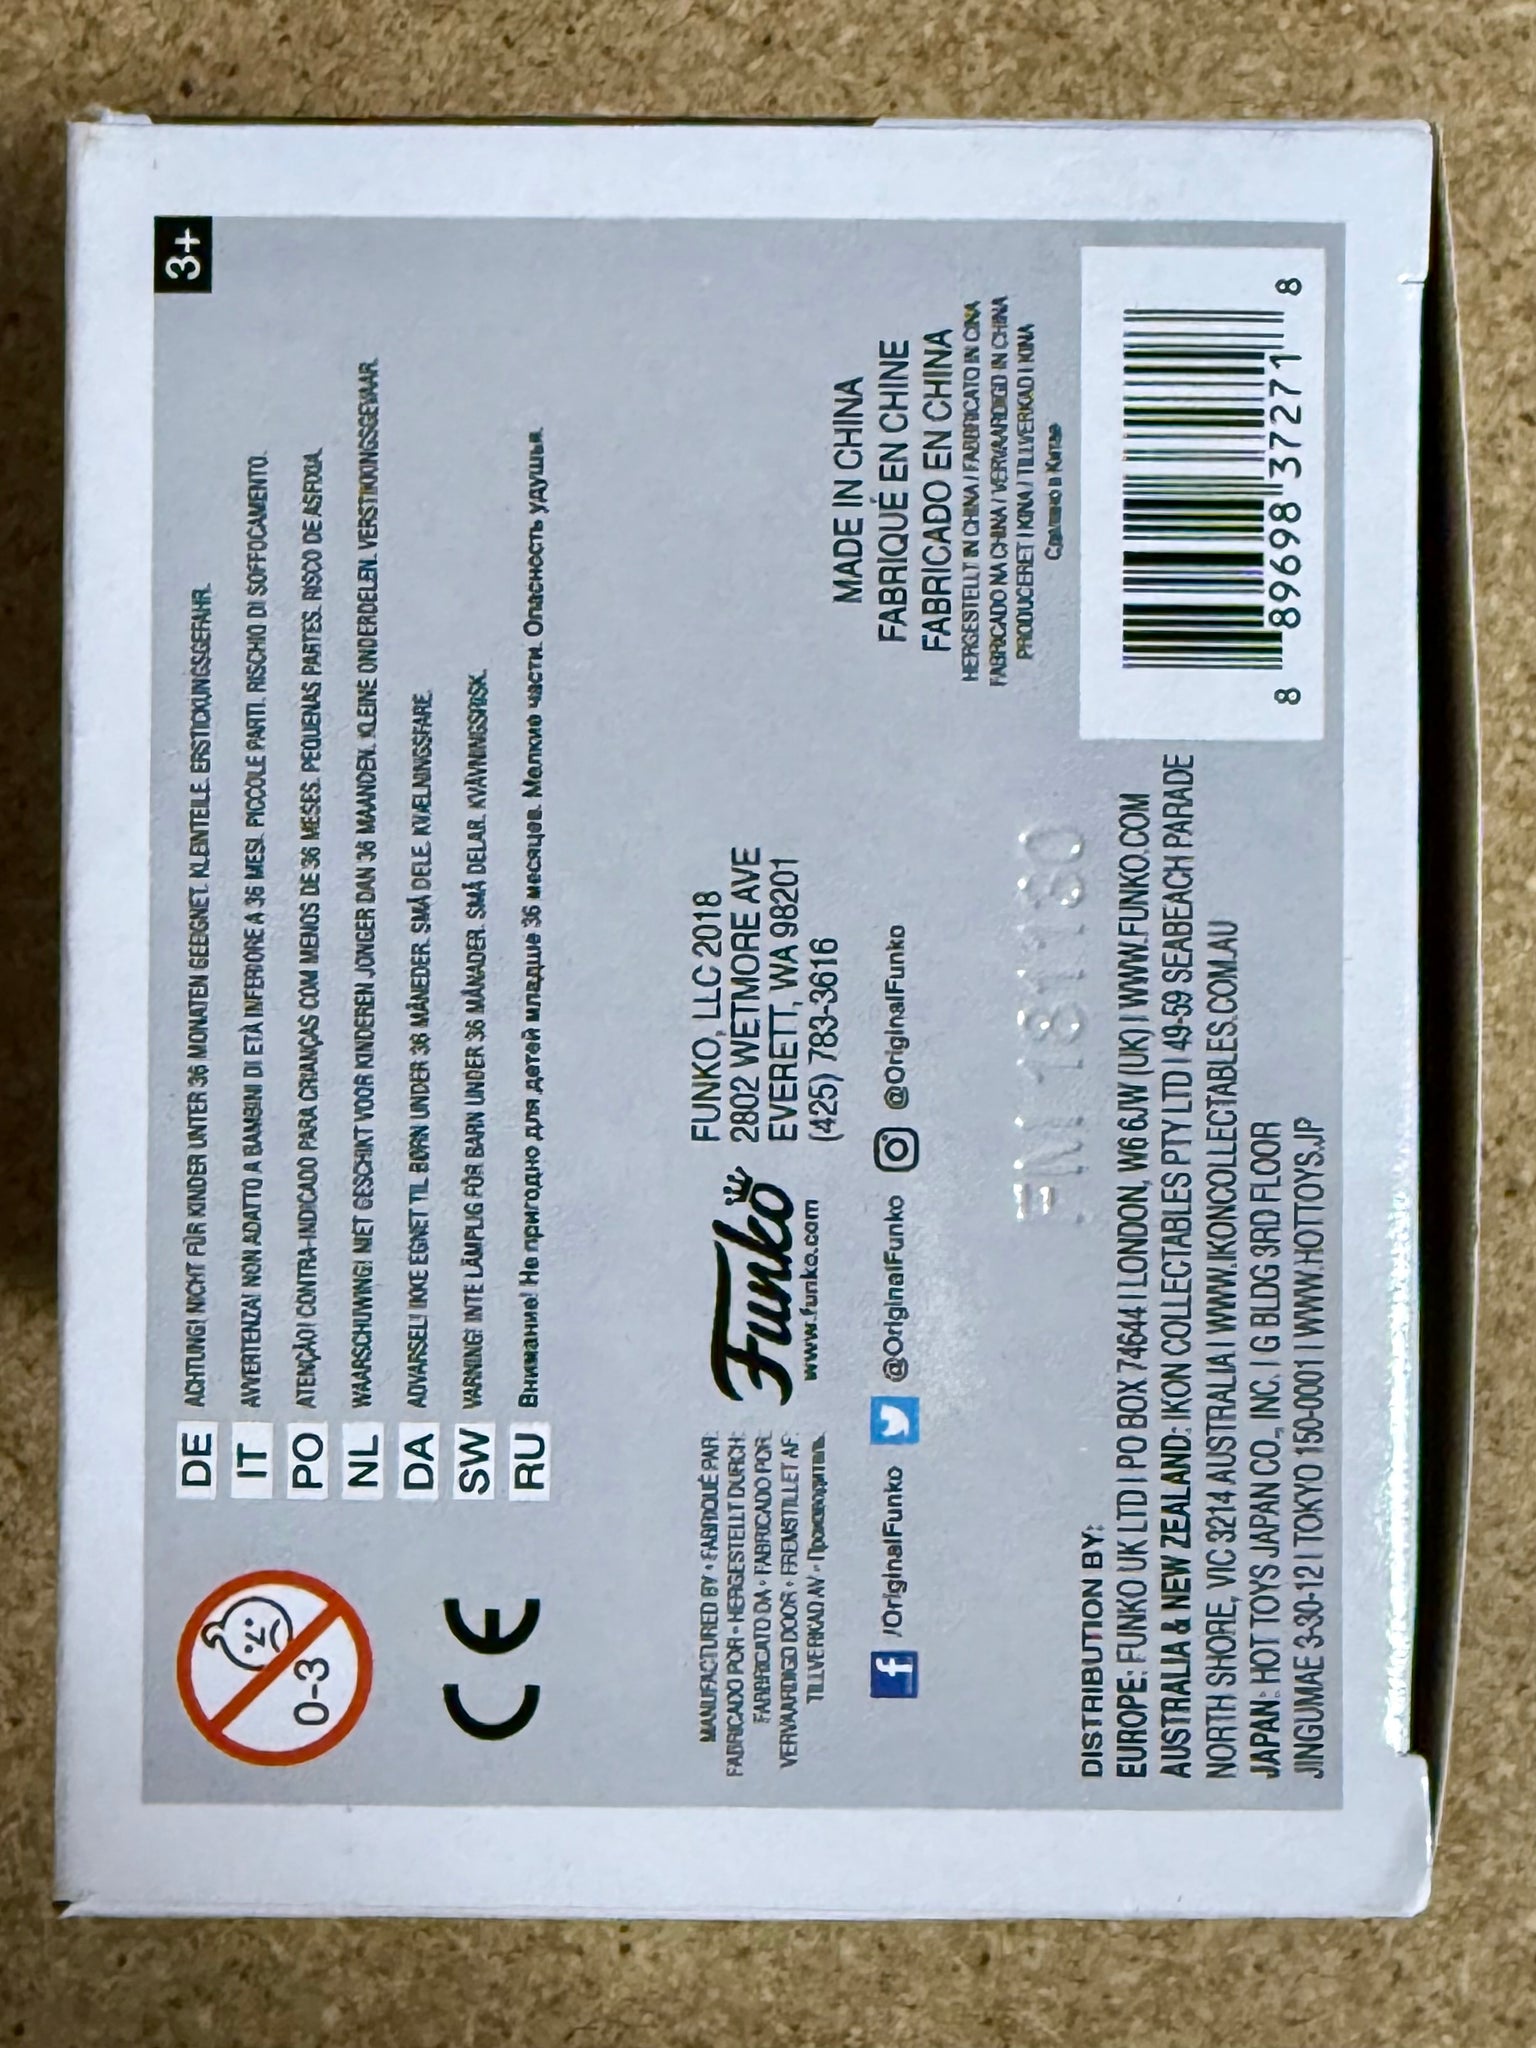 3+
DE ACHTUNG! NICHT FÜR KINDER UNTER 36 MONATEN GEEIGNET. KLEINTEILE. ERSTICKUNGSGEFAHR.
IT AVVERTENZA! NON ADATTO A BAMBINI DI ETÀ INFERIORE A 36 MESI. PICCOLE PARTI. RISCHIO DI SOFFOCAMENTO.
PO ATENÇÃO! CONTRA-INDICADO PARA CRIANÇAS COM MENOS DE 36 MESES. PEQUENAS PARTES. RISCO DE ASFIXIA.
NL WAARSCHUWING! NIET GESCHIKT VOOR KINDEREN JONGER DAN 36 MAANDEN. KLEINE ONDERDELEN. VERSTIKKINGSGEVAAR.
DA ADVARSEL! IKKE EGNET TIL BØRN UNDER 36 MÅNEDER. SMÅ DELE. KVÆLNINGSFARE.
SW VARNING! INTE LÄMPLIG FÖR BARN UNDER 36 MÅNADER. SMÅ DELAR. KVÄVNINGSRISK.
RU Внимание! Не пригодно для детей младше 36 месяцев. Мелкие части. Опасность удушья.
0-3
CE
MANUFACTURED BY • FABRIQUÉ PAR:
FABRICADO POR • HERGESTELLT DURCH:
FABBRICATO DA • FABRICADO POR:
VERVAARDIGD DOOR • FREMSTILLET AF:
TILLVERKAD AV • Производитель
Funko
www.funko.com
FUNKO, LLC 2018
2802 WETMORE AVE
EVERETT, WA 98201
(425) 783-3616
/OriginalFunko @OriginalFunko @OriginalFunko
MADE IN CHINA
FABRIQUÉ EN CHINE
FABRICADO EN CHINA
HERGESTELLT IN CHINA / FABBRICATO IN CINA
FABRICADO NA CHINA / VERVAARDIGD IN CHINA
PRODUCERET I KINA / TILLVERKAD I KINA
Сделано в Китае
DISTRIBUTION BY:
EUROPE: FUNKO UK LTD | PO BOX 74644 | LONDON, W6 6JW (UK) | WWW.FUNKO.COM
AUSTRALIA & NEW ZEALAND: IKON COLLECTABLES PTY LTD | 49-59 SEABEACH PARADE
NORTH SHORE, VIC 3214 AUSTRALIA | WWW.IKONCOLLECTABLES.COM.AU
JAPAN: HOT TOYS JAPAN CO., INC. | G BLDG 3RD FLOOR
JINGUMAE 3-30-12 | TOKYO 150-0001 | WWW.HOTTOYS.JP
8 89698 37271 8